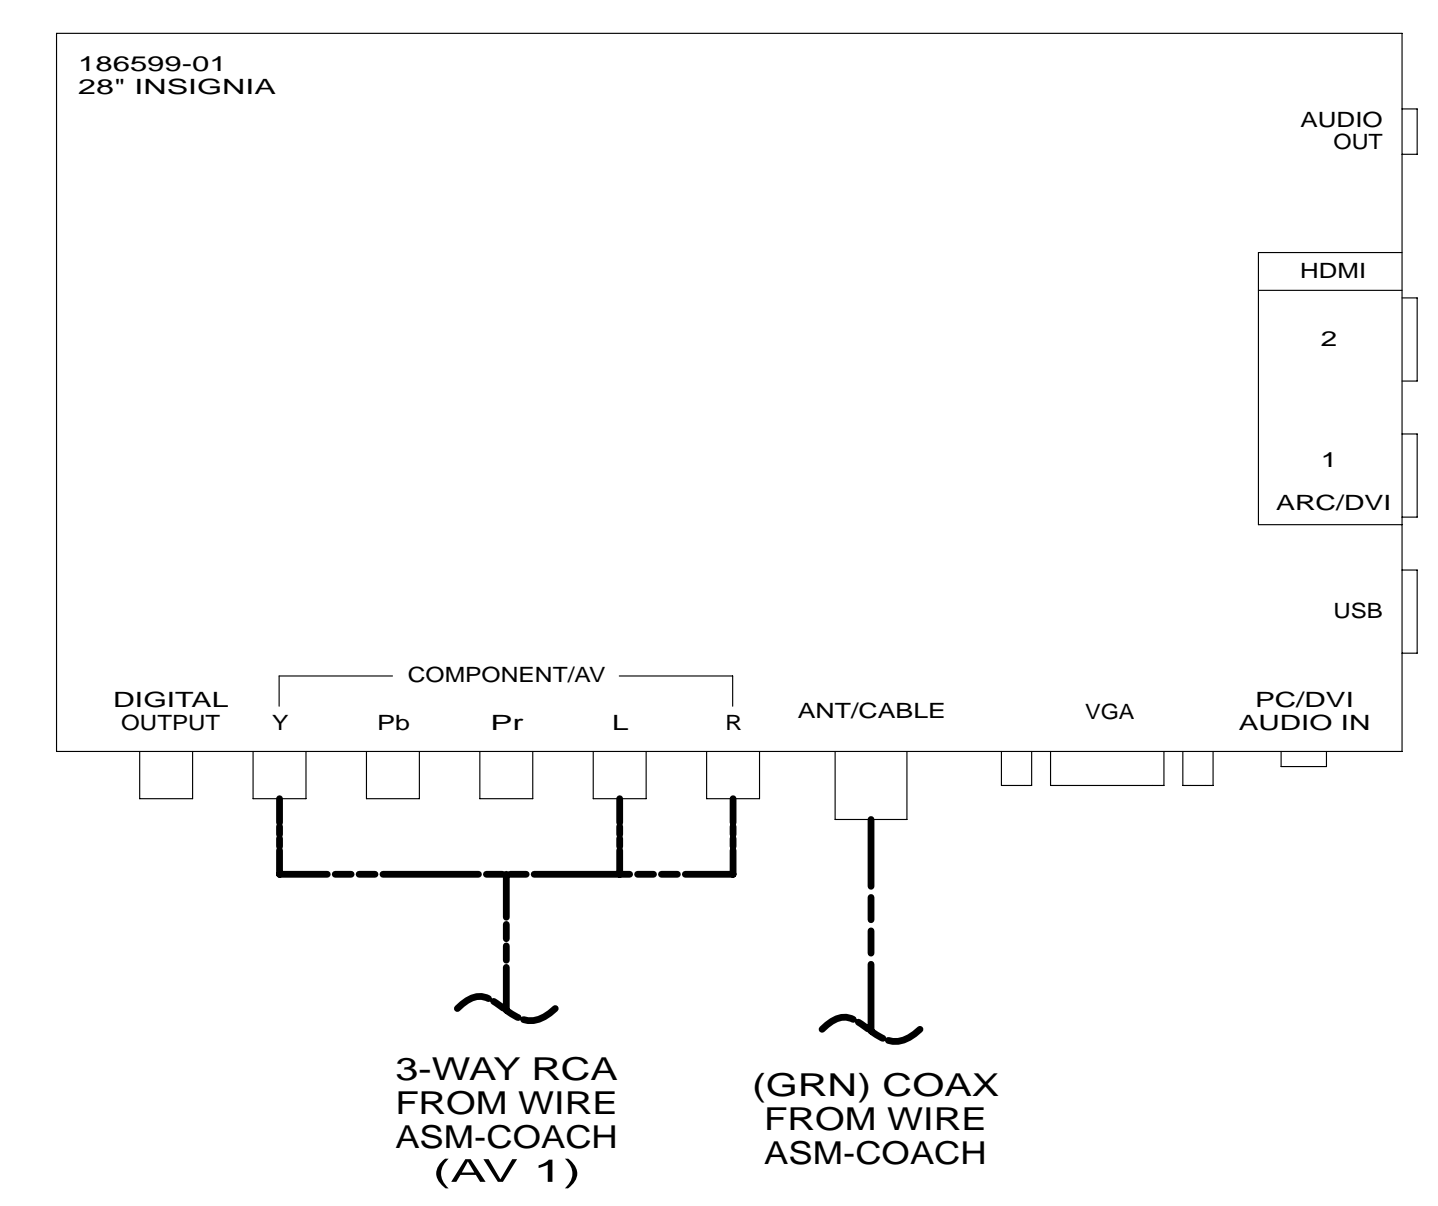 186599-01
28" INSIGNIA
AUDIO
OUT
HDMI
2
1
ARC/DVI
USB
COMPONENT/AV
DIGITAL
OUTPUT
Y
Pb
Pr
L
R
ANT/CABLE
VGA
PC/DVI
AUDIO IN
3-WAY RCA
FROM WIRE
ASM-COACH
(AV 1)
(GRN) COAX
FROM WIRE
ASM-COACH